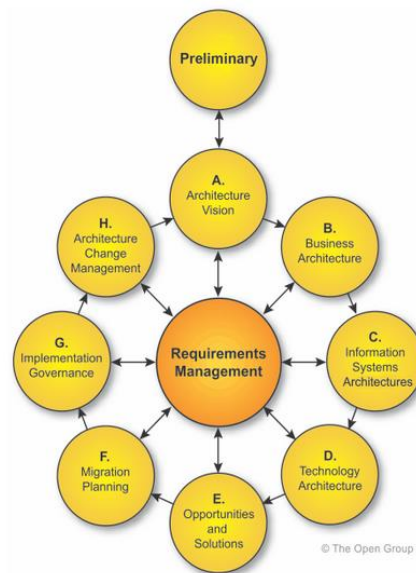 Preliminary
A.
Architecture
Vision
B.
Business
Architecture
C.
Information
Systems
Architectures
D.
Technology
Architecture
E.
Opportunities
and
Solutions
F.
Migration
Planning
G.
Implementation
Governance
H.
Architecture
Change
Management
Requirements
Management
© The Open Group